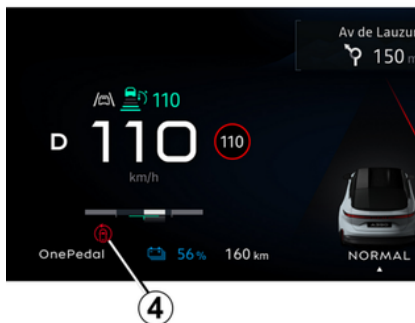 Av de Lauzun
150 m
110
D
110
110
km/h
OnePedal
56%
160 km
NORMAL
4